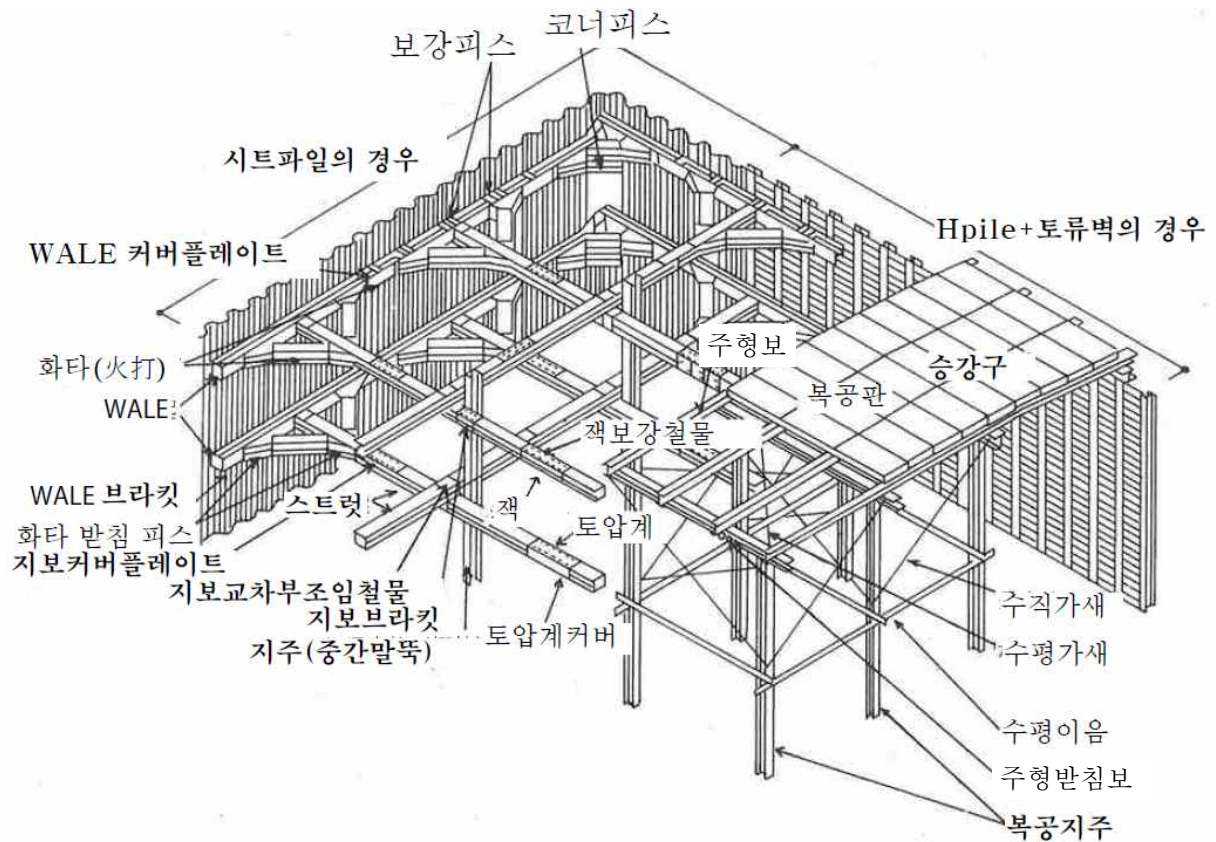 코너피스
보강피스
시트파일의 경우
Hpile+토류벽의 경우
WALE 커버플레이트
주형보
승강구
화타(火打)
복공판
WALE
잭보강철물
WALE 브라킷
스트럿
잭
토압계
화타 받침 피스
지보커버플레이트
지보교차부조임철물
수직가새
지보브라킷
토압계커버
지주(중간말뚝)
수평가새
수평이음
주형받침보
복공지주